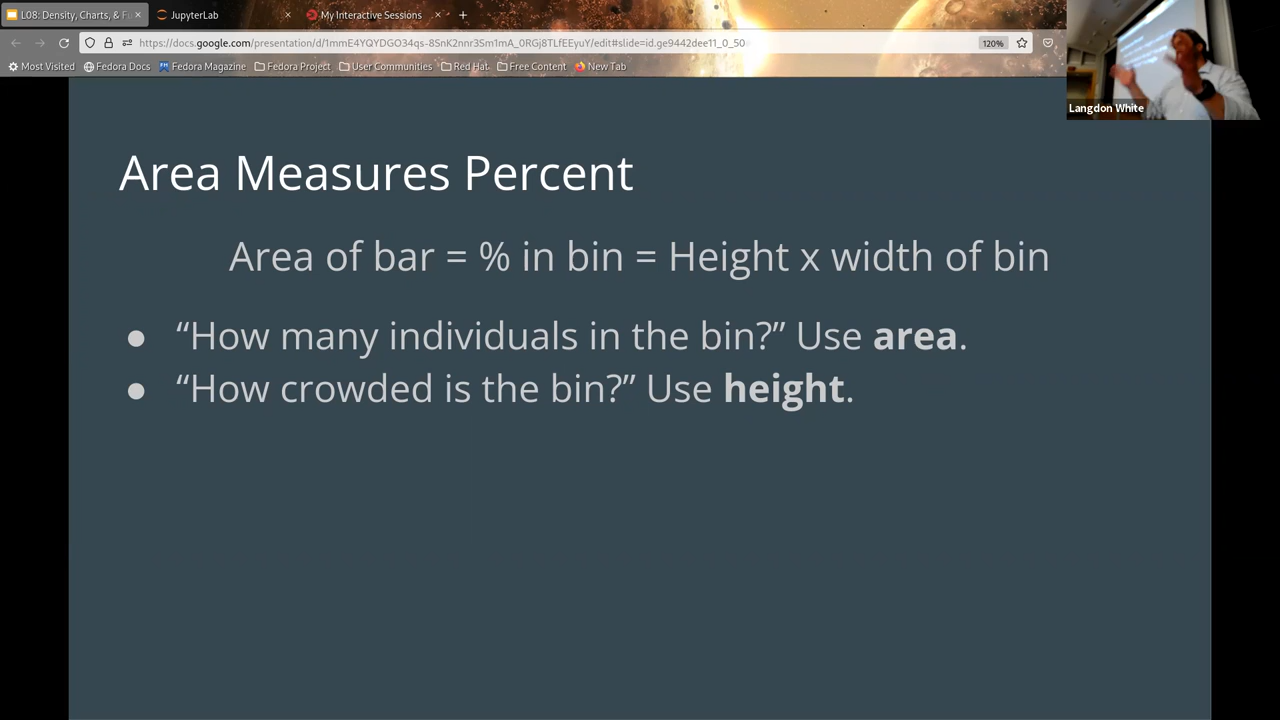 L08: Density, Charts, & F
JupyterLab
My Interactive Sessions
https://docs.google.com/presentation/d/1mmE4YQYDGO34qs-8SnK2nnr3Sm1mA_0RGj8TLfEEyuY/edit#slide=id.ge9442dee11_0_50
120%
Most Visited
Fedora Docs
Fedora Magazine
Fedora Project
User Communities
Red Hat
Free Content
New Tab
Langdon White
Area Measures Percent
Area of bar = % in bin = Height x width of bin
● “How many individuals in the bin?” Use area.
● “How crowded is the bin?” Use height.